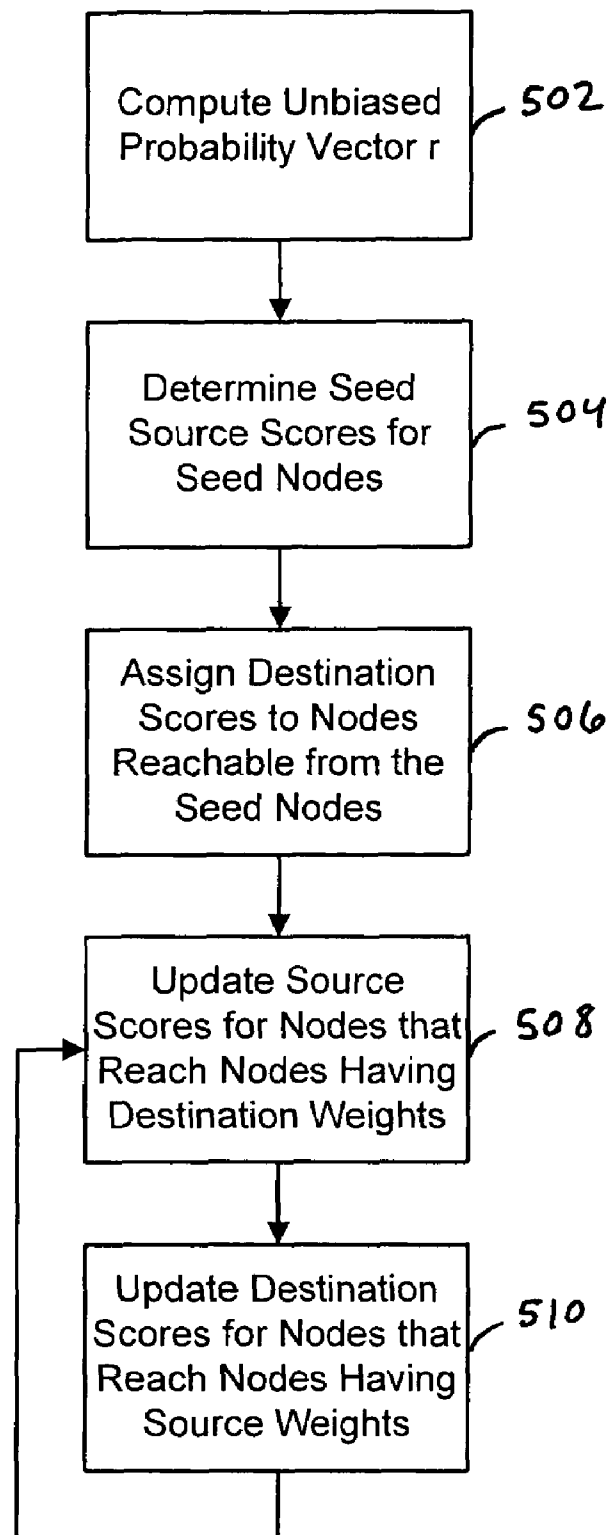 Compute Unbiased
Probability Vector r
502
Determine Seed
Source Scores for
Seed Nodes
504
Assign Destination
Scores to Nodes
Reachable from the
Seed Nodes
506
Update Source
Scores for Nodes that
Reach Nodes Having
Destination Weights
508
Update Destination
Scores for Nodes that
Reach Nodes Having
Source Weights
510